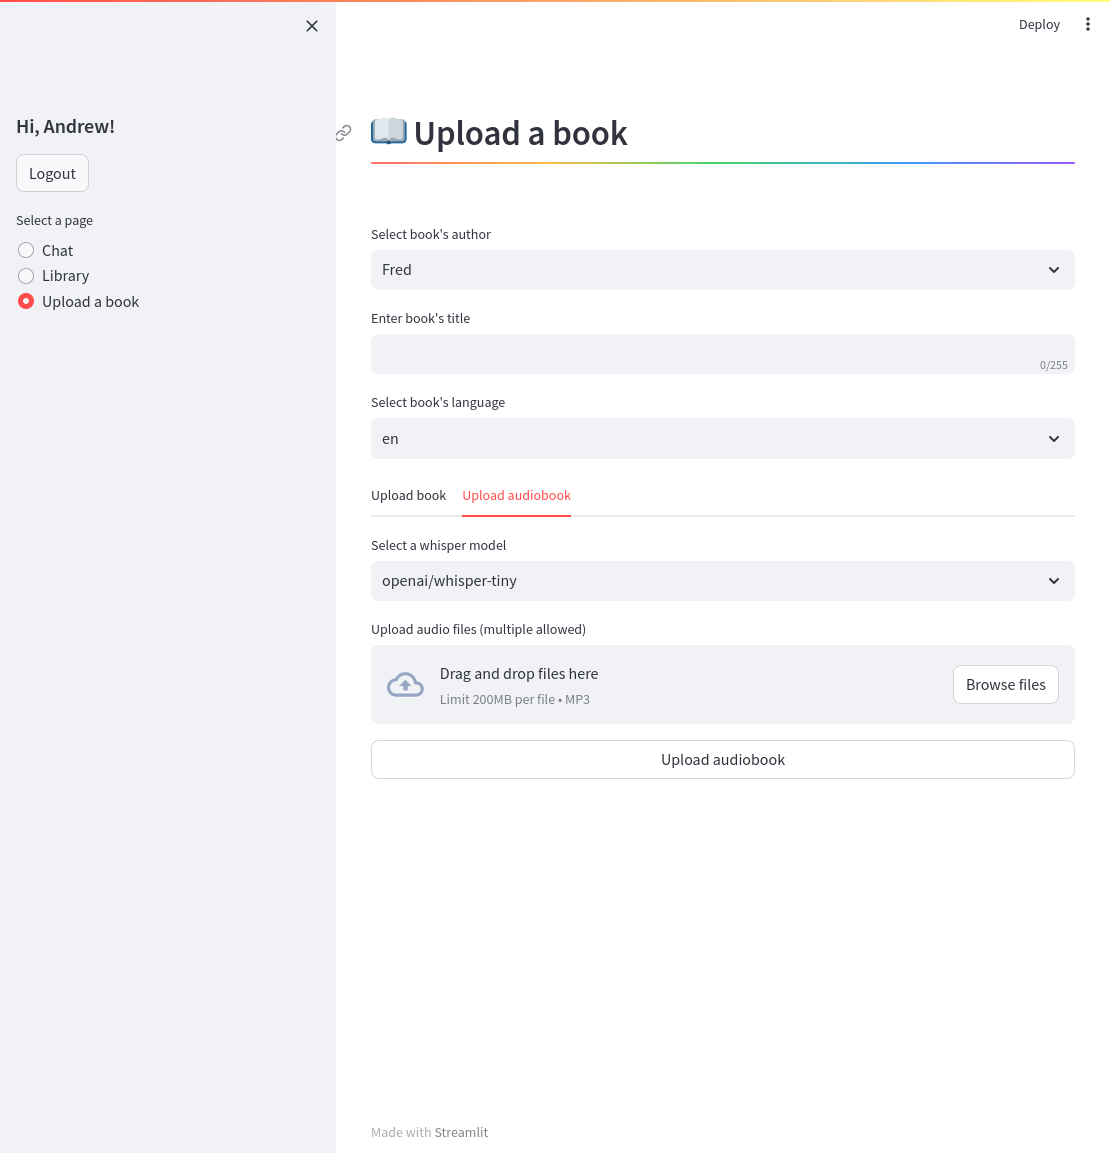 Deploy
Hi, Andrew!
Logout
Select a page
Chat
Library
Upload a book
Upload a book
Select book's author
Fred
Enter book's title
0/255
Select book's language
en
Upload book Upload audiobook
Select a whisper model
openai/whisper-tiny
Upload audio files (multiple allowed)
Drag and drop files here
Limit 200MB per file • MP3
Browse files
Upload audiobook
Made with Streamlit